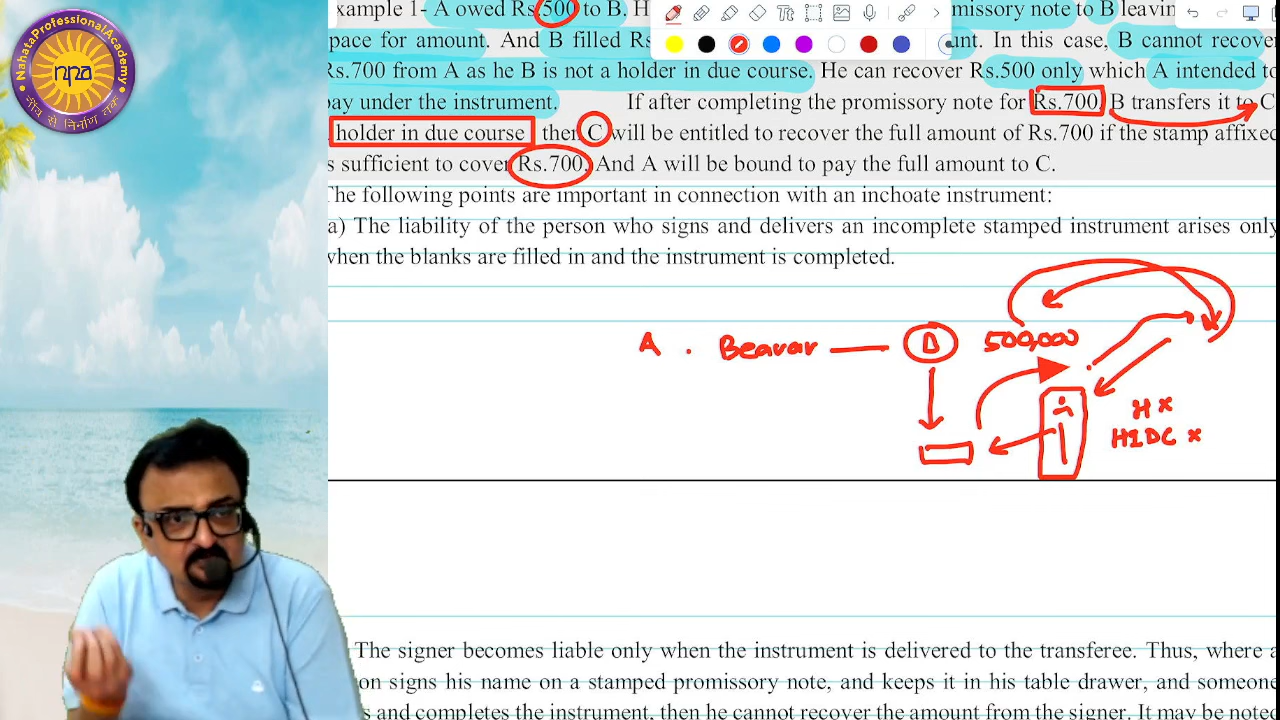 NahataProfessionalAcademy
npa
नीव से निर्माण तक
xample 1- A owed Rs.500 to B. H missory note to B leavin
pace for amount. And B filled Rs unt. In this case, B cannot recover
Rs.700 from A as he B is not a holder in due course. He can recover Rs.500 only which A intended to
pay under the instrument. If after completing the promissory note for Rs.700, B transfers it to C
holder in due course then C will be entitled to recover the full amount of Rs.700 if the stamp affixed
s sufficient to cover Rs.700. And A will be bound to pay the full amount to C.
The following points are important in connection with an inchoate instrument:
a) The liability of the person who signs and delivers an incomplete stamped instrument arises only
when the blanks are filled in and the instrument is completed.
A . Bearar B 500,000
H x
HIDC x
The signer becomes liable only when the instrument is delivered to the transferee. Thus, where a
on signs his name on a stamped promissory note, and keeps it in his table drawer, and someone
s and completes the instrument, then he cannot recover the amount from the signer. It may be noted